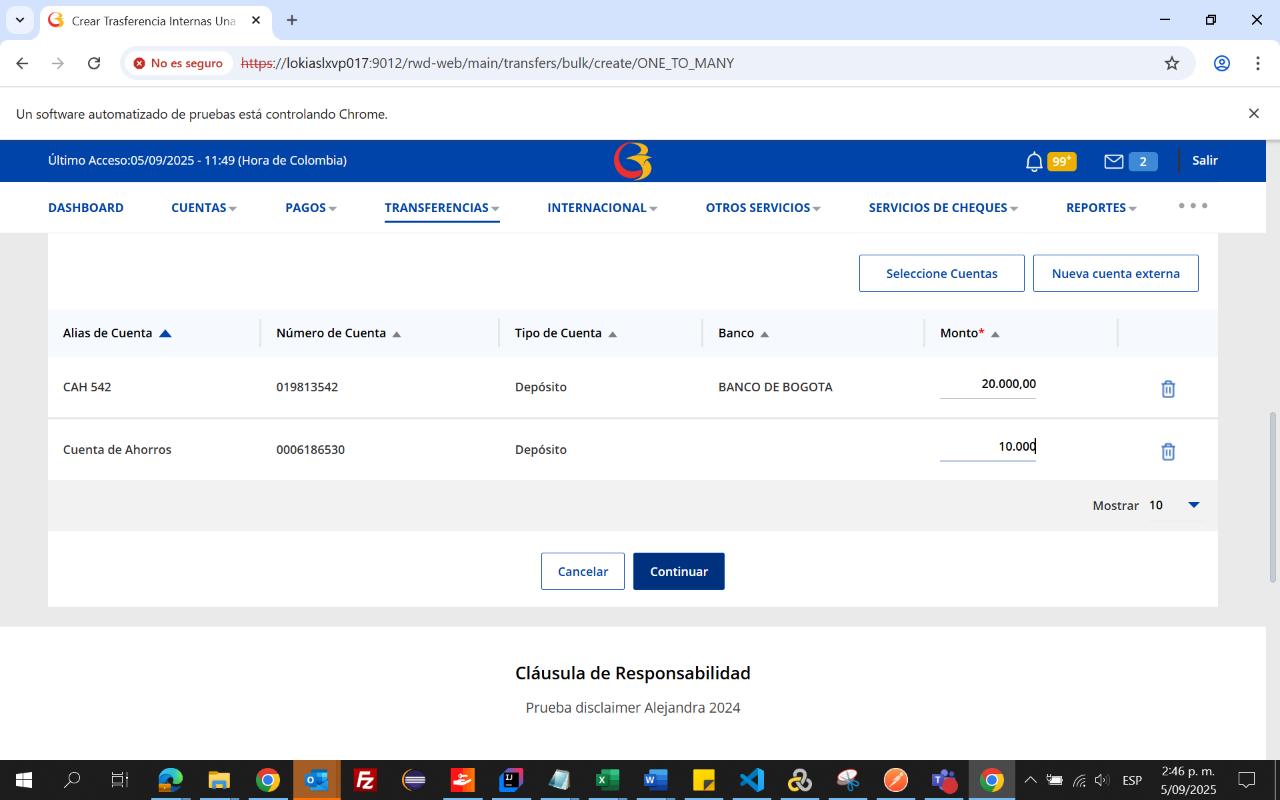 Crear Trasferencia Internas Una
No es seguro
https://lokiaslxvp017:9012/rwd-web/main/transfers/bulk/create/ONE_TO_MANY
Un software automatizado de pruebas está controlando Chrome.
Último Acceso:05/09/2025 - 11:49 (Hora de Colombia)
99+
2
Salir
DASHBOARD CUENTAS PAGOS TRANSFERENCIAS INTERNACIONAL OTROS SERVICIOS SERVICIOS DE CHEQUES REPORTES
Seleccione Cuentas Nueva cuenta externa
Alias de Cuenta Número de Cuenta Tipo de Cuenta Banco Monto*
CAH 542 019813542 Depósito BANCO DE BOGOTA 20.000,00
Cuenta de Ahorros 0006186530 Depósito 10.000
Mostrar 10
Cancelar Continuar
Cláusula de Responsabilidad
Prueba disclaimer Alejandra 2024
ESP
2:46 p. m.
5/09/2025